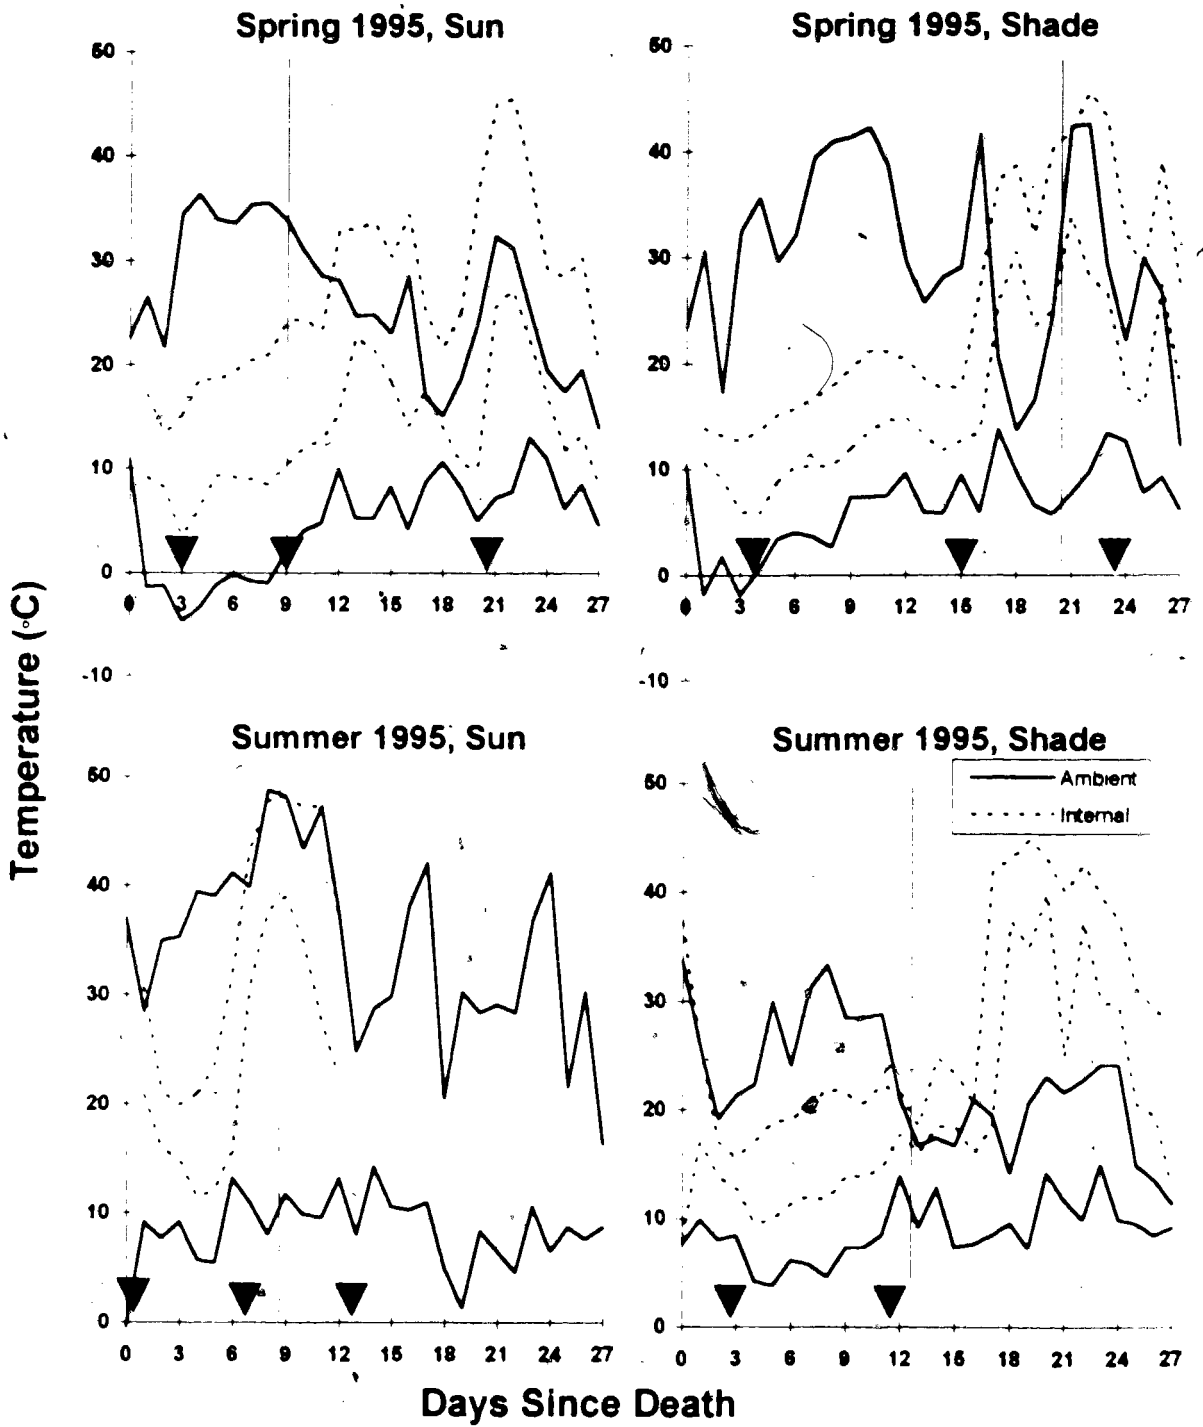 Spring 1995, Sun
Spring 1995, Shade
50
40
30
20
10
0
-10
0 3 6 9 12 15 18 21 24 27
50
40
30
20
10
0
-10
0 3 6 9 12 15 18 21 24 27
Temperature (°C)
Summer 1995, Sun
Summer 1995, Shade
Ambient
Internal
50
40
30
20
10
0
0 3 6 9 12 15 18 21 24 27
50
40
30
20
10
0
0 3 6 9 12 15 18 21 24 27
Days Since Death